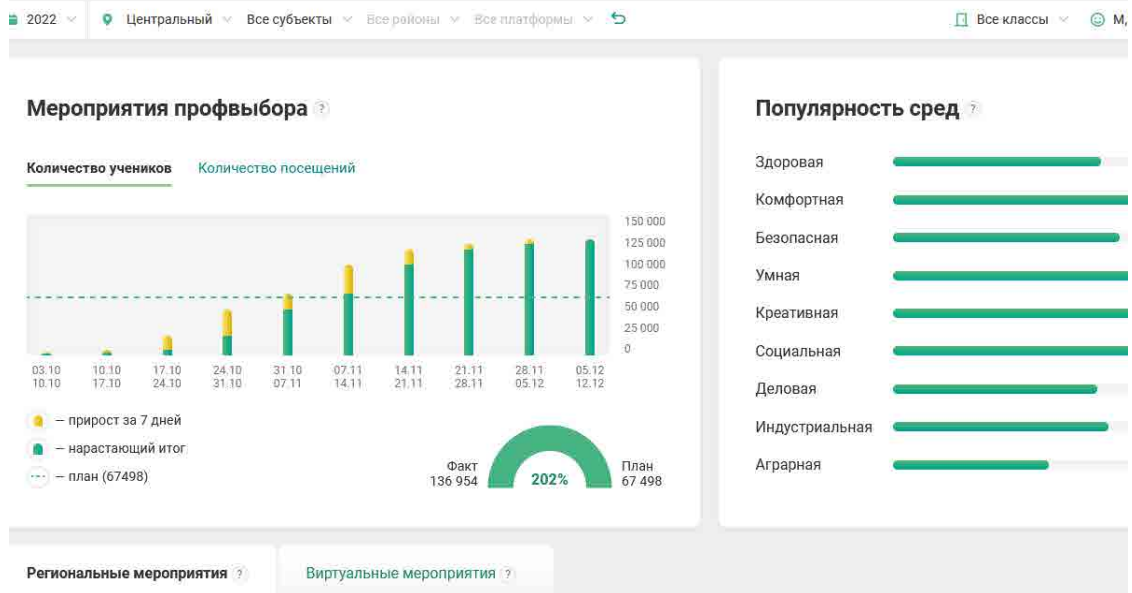 2022 Центральный Все субъекты Все районы Все платформы Все классы М,
Мероприятия профвыбора ?
Количество учеников Количество посещений
150 000
125 000
100 000
75 000
50 000
25 000
0
03.10 10.10 17.10 24.10 31.10 07.11 14.11 21.11 28.11 05.12
10.10 17.10 24.10 31.10 07.11 14.11 21.11 28.11 05.12 12.12
– прирост за 7 дней
– нарастающий итог
– план (67498)
Факт
136 954
202%
План
67 498
Популярность сред ?
Здоровая
Комфортная
Безопасная
Умная
Креативная
Социальная
Деловая
Индустриальная
Аграрная
Региональные мероприятия ? Виртуальные мероприятия ?